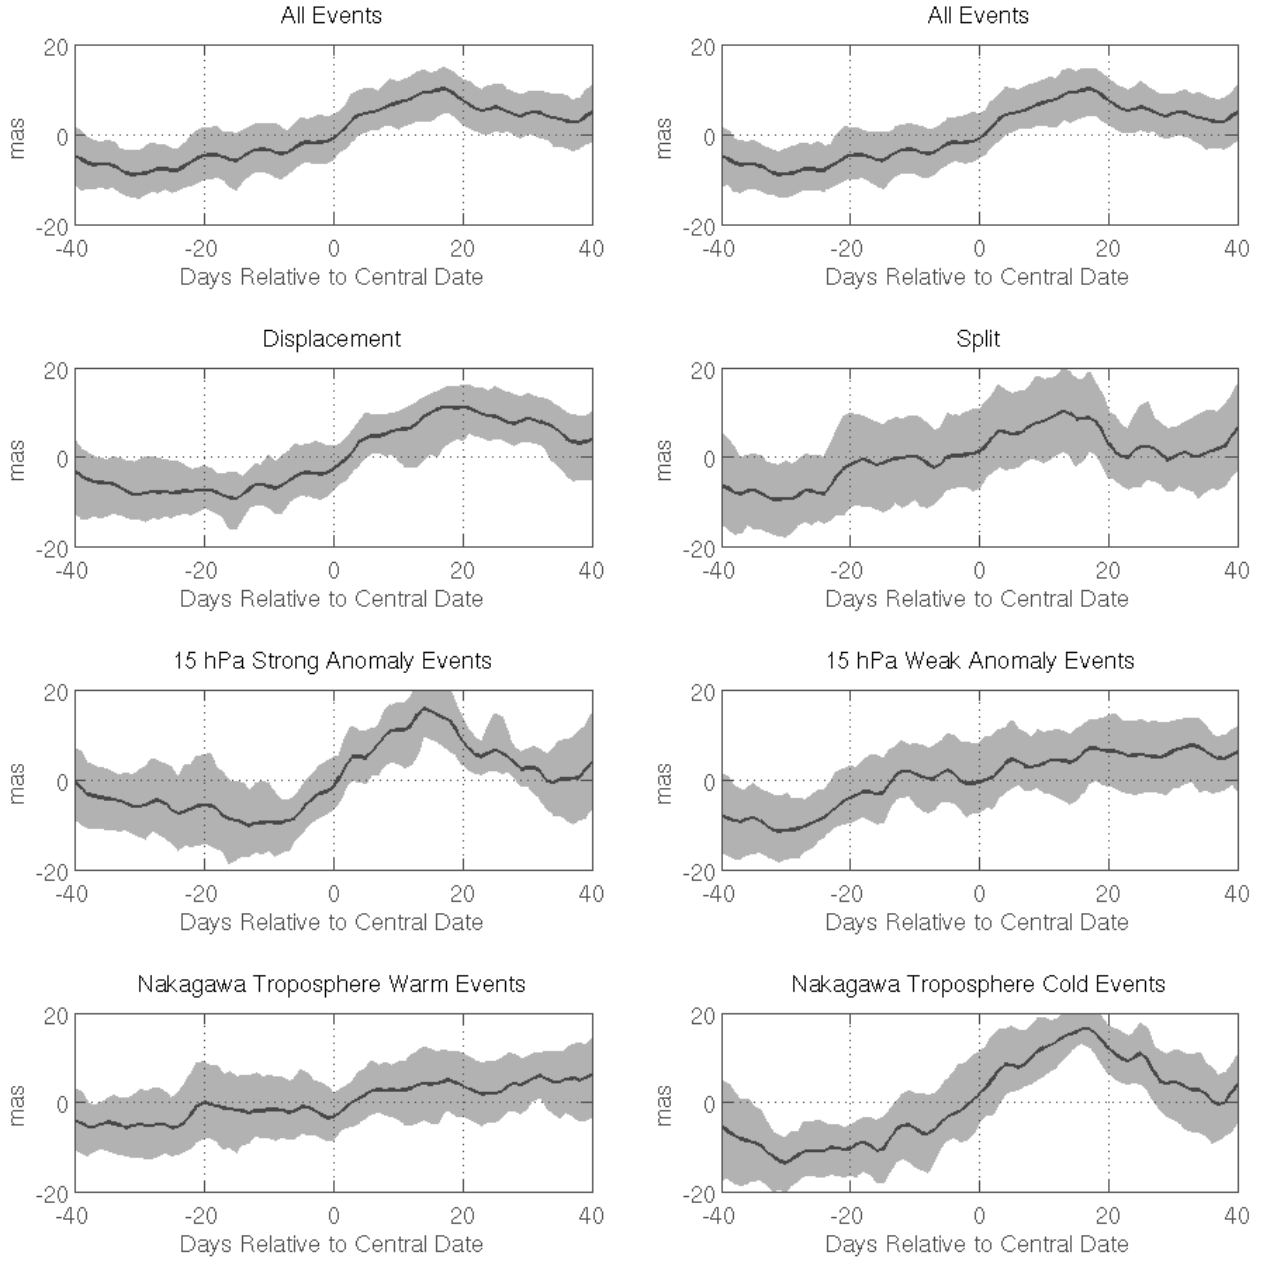 All Events
All Events
20
0
-20
mas
-40 -20 0 20 40
Days Relative to Central Date
20
0
-20
mas
-40 -20 0 20 40
Days Relative to Central Date
Displacement
Split
20
0
-20
mas
-40 -20 0 20 40
Days Relative to Central Date
20
0
-20
mas
-40 -20 0 20 40
Days Relative to Central Date
15 hPa Strong Anomaly Events
15 hPa Weak Anomaly Events
20
0
-20
mas
-40 -20 0 20 40
Days Relative to Central Date
20
0
-20
mas
-40 -20 0 20 40
Days Relative to Central Date
Nakagawa Troposphere Warm Events
Nakagawa Troposphere Cold Events
20
0
-20
mas
-40 -20 0 20 40
Days Relative to Central Date
20
0
-20
mas
-40 -20 0 20 40
Days Relative to Central Date